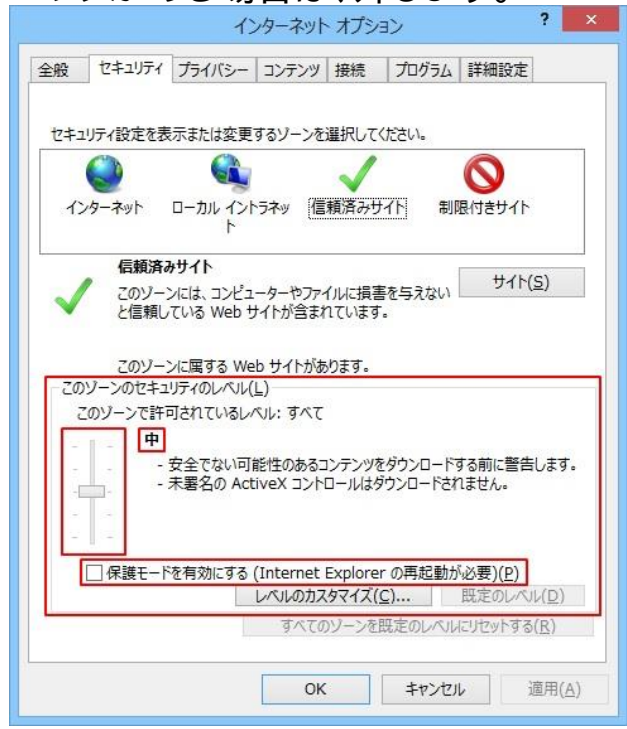 インターネット オプション
?
×
全般 セキュリティ プライバシー コンテンツ 接続 プログラム 詳細設定
セキュリティ設定を表示または変更するゾーンを選択してください。
インターネット
ローカル イントラネッ
ト
信頼済みサイト
制限付きサイト
信頼済みサイト
このゾーンには、コンピューターやファイルに損害を与えない
と信頼している Web サイトが含まれています。
サイト(S)
このゾーンに属する Web サイトがあります。
このゾーンのセキュリティのレベル(L)
このゾーンで許可されているレベル: すべて
中
- 安全でない可能性のあるコンテンツをダウンロードする前に警告します。
- 未署名の ActiveX コントロールはダウンロードされません。
保護モードを有効にする (Internet Explorer の再起動が必要)(P)
レベルのカスタマイズ(C)... 既定のレベル(D)
すべてのゾーンを既定のレベルにリセットする(R)
OK キャンセル 適用(A)